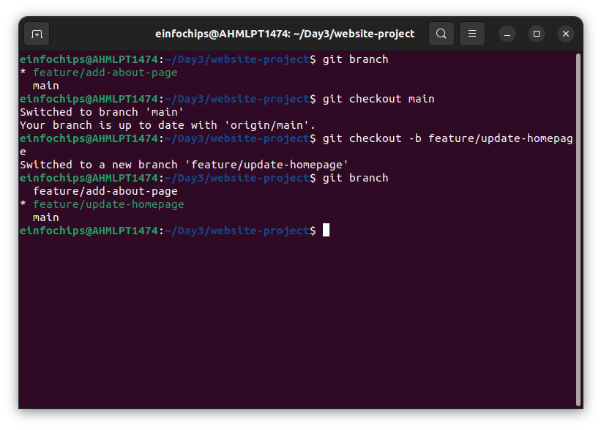 einfochips@AHMLPT1474: ~/Day3/website-project
einfochips@AHMLPT1474:~/Day3/website-project$ git branch
* feature/add-about-page
  main
einfochips@AHMLPT1474:~/Day3/website-project$ git checkout main
Switched to branch 'main'
Your branch is up to date with 'origin/main'.
einfochips@AHMLPT1474:~/Day3/website-project$ git checkout -b feature/update-homepag
e
Switched to a new branch 'feature/update-homepage'
einfochips@AHMLPT1474:~/Day3/website-project$ git branch
  feature/add-about-page
* feature/update-homepage
  main
einfochips@AHMLPT1474:~/Day3/website-project$